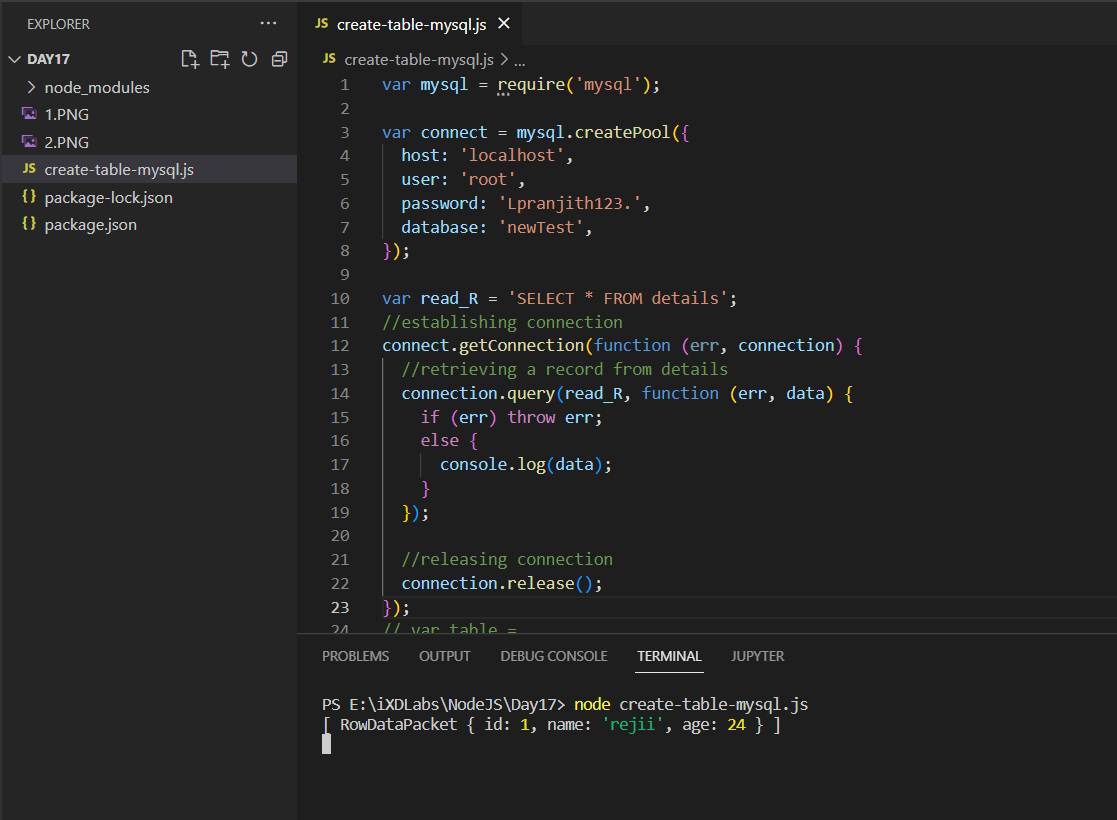 EXPLORER
DAY17
node_modules
1.PNG
2.PNG
JS create-table-mysql.js
{} package-lock.json
{} package.json
JS create-table-mysql.js
JS create-table-mysql.js > ...
1 var mysql = require('mysql');
2
3 var connect = mysql.createPool({
4 host: 'localhost',
5 user: 'root',
6 password: 'Lpranjith123.',
7 database: 'newTest',
8 });
9
10 var read_R = 'SELECT * FROM details';
11 //establishing connection
12 connect.getConnection(function (err, connection) {
13 //retrieving a record from details
14 connection.query(read_R, function (err, data) {
15 if (err) throw err;
16 else {
17 console.log(data);
18 }
19 });
20
21 //releasing connection
22 connection.release();
23 });
24 // var table =
PROBLEMS OUTPUT DEBUG CONSOLE TERMINAL JUPYTER
PS E:\iXDLabs\NodeJS\Day17> node create-table-mysql.js
[ RowDataPacket { id: 1, name: 'rejii', age: 24 } ]